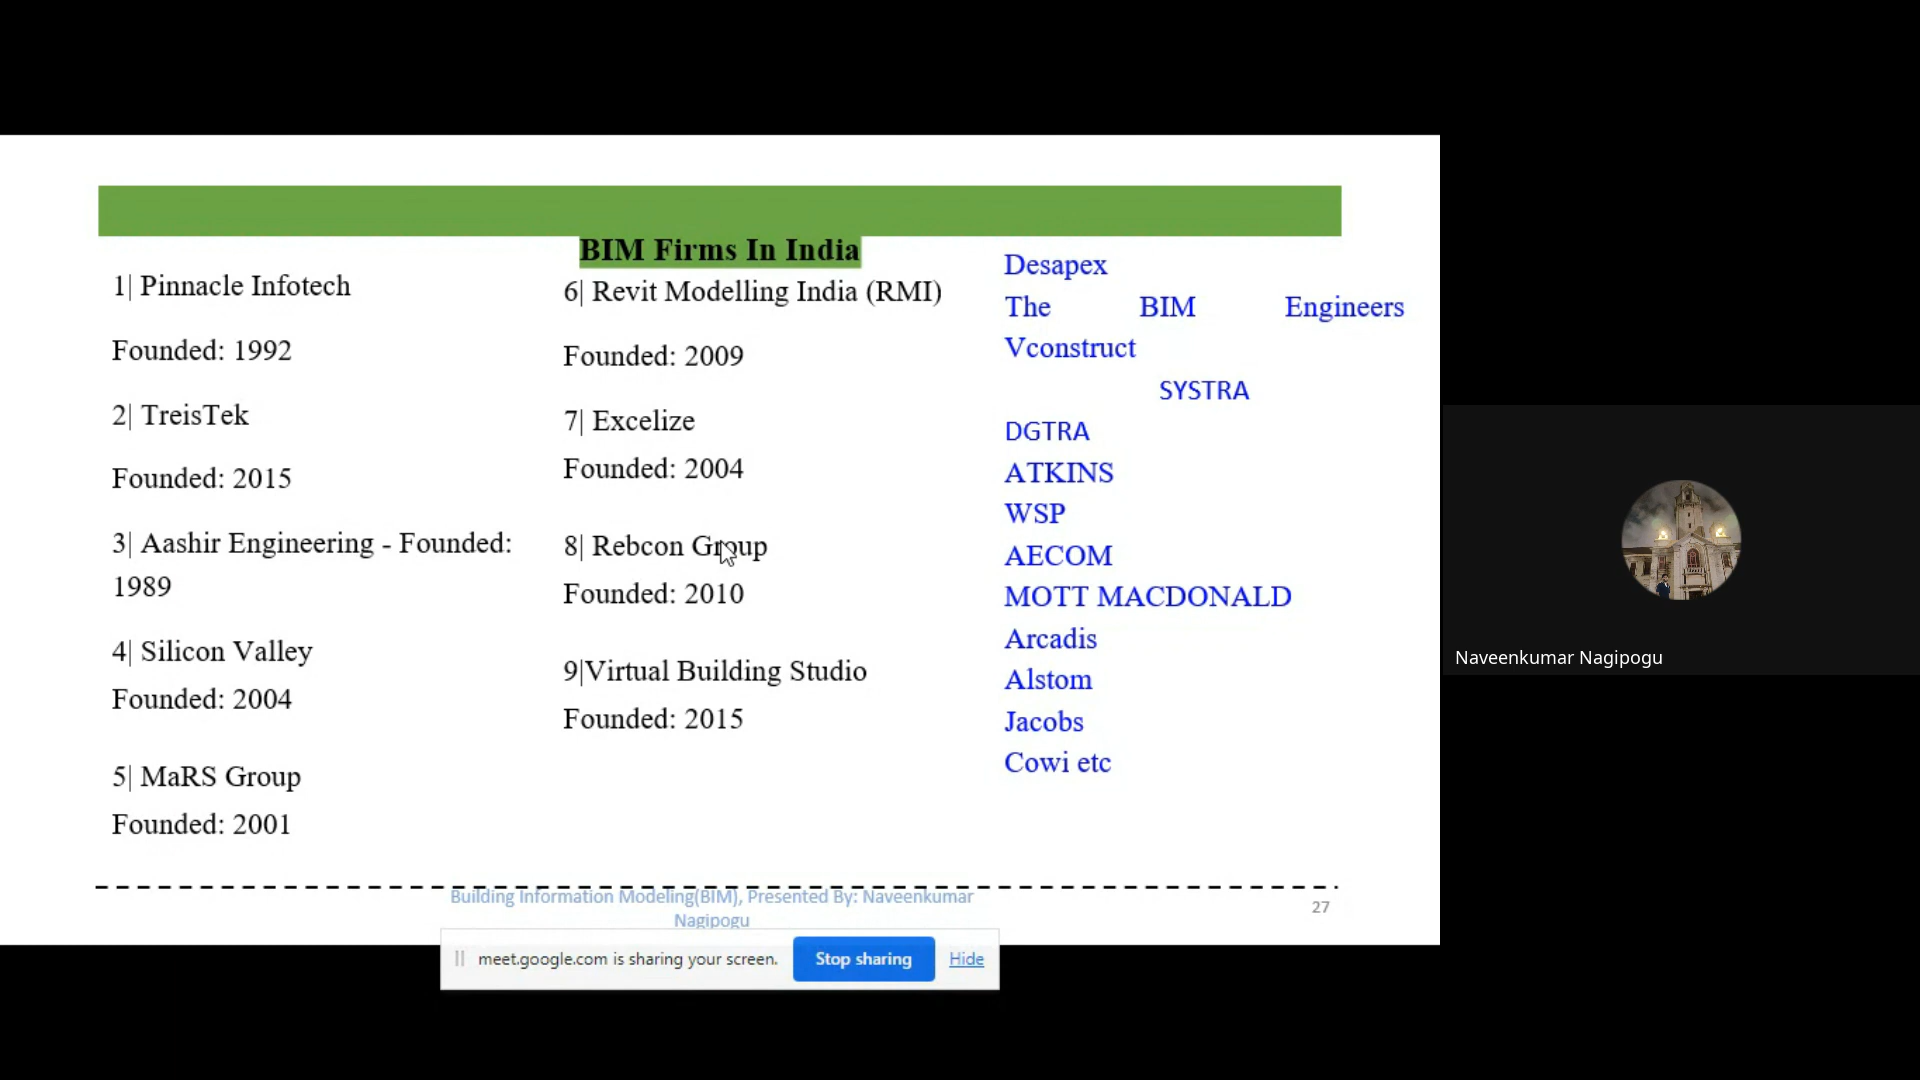 BIM Firms In India
1| Pinnacle Infotech
Founded: 1992
2| TreisTek
Founded: 2015
3| Aashir Engineering - Founded:
1989
4| Silicon Valley
Founded: 2004
5| MaRS Group
Founded: 2001
6| Revit Modelling India (RMI)
Founded: 2009
7| Excelize
Founded: 2004
8| Rebcon Group
Founded: 2010
9|Virtual Building Studio
Founded: 2015
Desapex
The BIM Engineers
Vconstruct
SYSTRA
DGTRA
ATKINS
WSP
AECOM
MOTT MACDONALD
Arcadis
Alstom
Jacobs
Cowi etc
Building Information Modeling(BIM), Presented By: Naveenkumar
Nagipogu
27
meet.google.com is sharing your screen.
Stop sharing
Hide
Naveenkumar Nagipogu